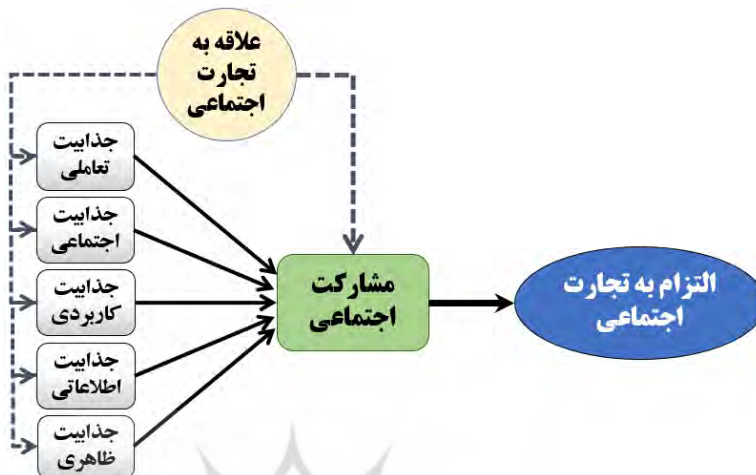 علاقه به
تجارت
اجتماعی
جذابیت
تعاملی
جذابیت
اجتماعی
جذابیت
کاربردی
جذابیت
اطلاعاتی
جذابیت
ظاهری
مشارکت
اجتماعی
التزام به تجارت
اجتماعی